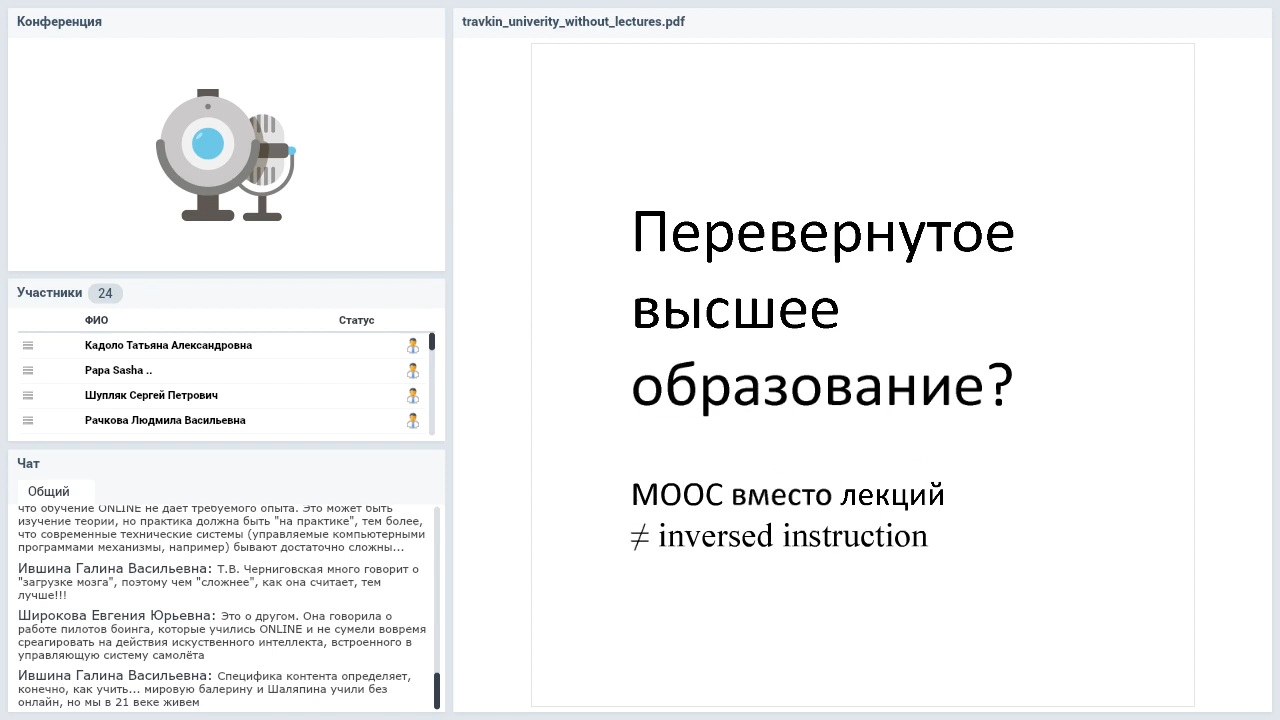 Конференция
travkin_univerity_without_lectures.pdf
Участники 24
ФИО Статус
Кадоло Татьяна Александровна
Papa Sasha ..
Шупляк Сергей Петрович
Рачкова Людмила Васильевна
Чат
Общий
что обучение ONLINE не дает требуемого опыта. Это может быть
изучение теории, но практика должна быть "на практике", тем более,
что современные технические системы (управляемые компьютерными
программами механизмы, например) бывают достаточно сложны...
Ившина Галина Васильевна: Т.В. Черниговская много говорит о
"загрузке мозга", поэтому чем "сложнее", как она считает, тем
лучше!!!
Широкова Евгения Юрьевна: Это о другом. Она говорила о
работе пилотов боинга, которые учились ONLINE и не сумели вовремя
среагировать на действия искуственного интеллекта, встроенного в
управляющую систему самолёта
Ившина Галина Васильевна: Специфика контента определяет,
конечно, как учить... мировую балерину и Шаляпина учили без
онлайн, но мы в 21 веке живем
Перевернутое
высшее
образование?
МООС вместо лекций
≠ inversed instruction